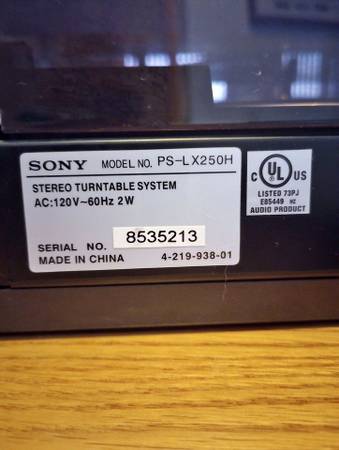 SONY MODEL NO. PS-LX250H
STEREO TURNTABLE SYSTEM
AC:120V~60Hz 2W
SERIAL NO. 8535213
MADE IN CHINA 4-219-938-01
C UL US
LISTED 73PJ
E85449 HC
AUDIO PRODUCT